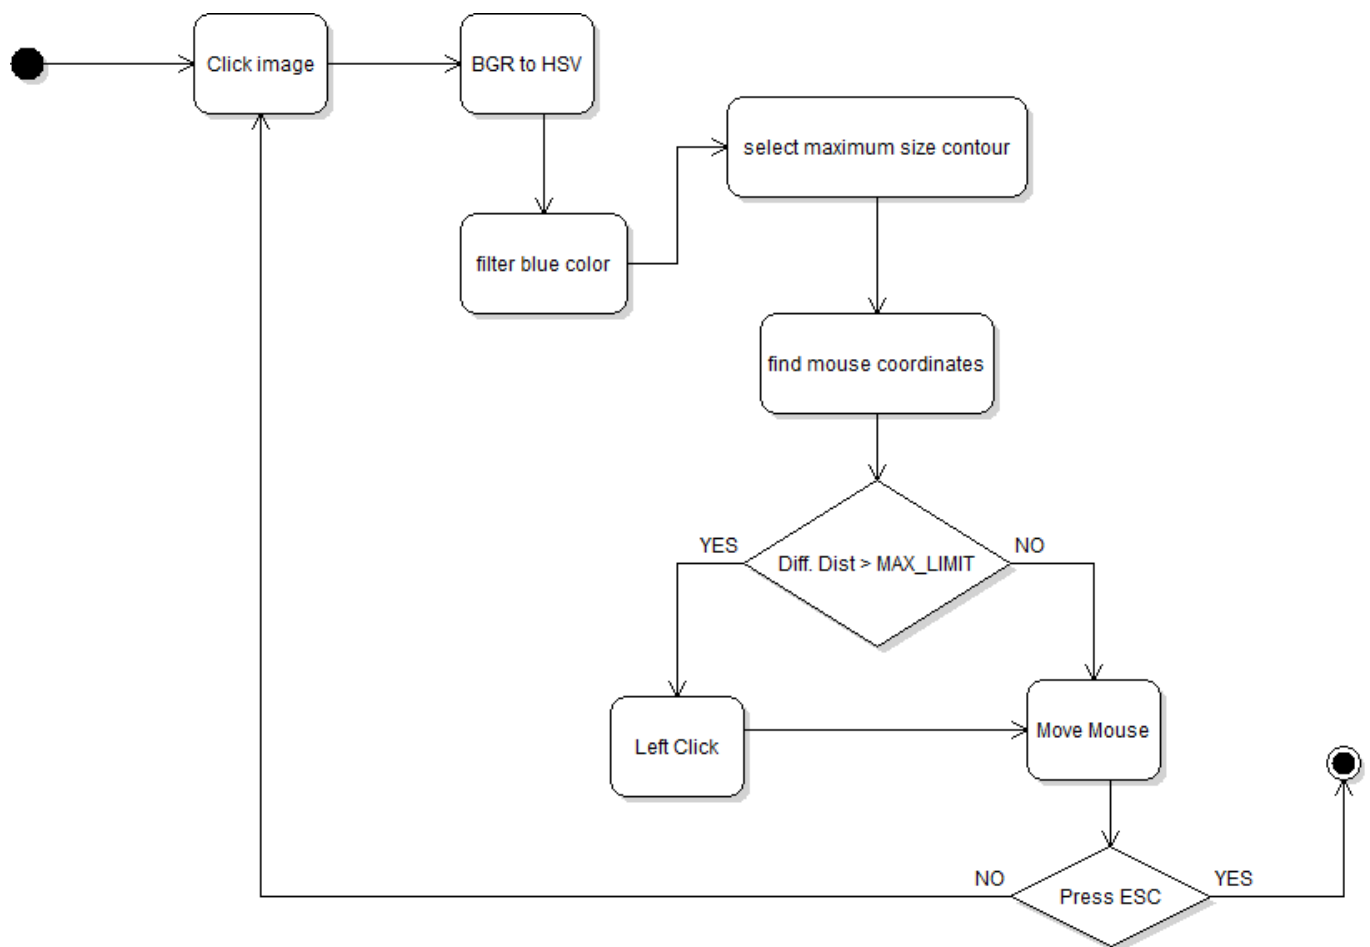 Click image
BGR to HSV
select maximum size contour
filter blue color
find mouse coordinates
YES
NO
Diff. Dist > MAX_LIMIT
Left Click
Move Mouse
NO
YES
Press ESC